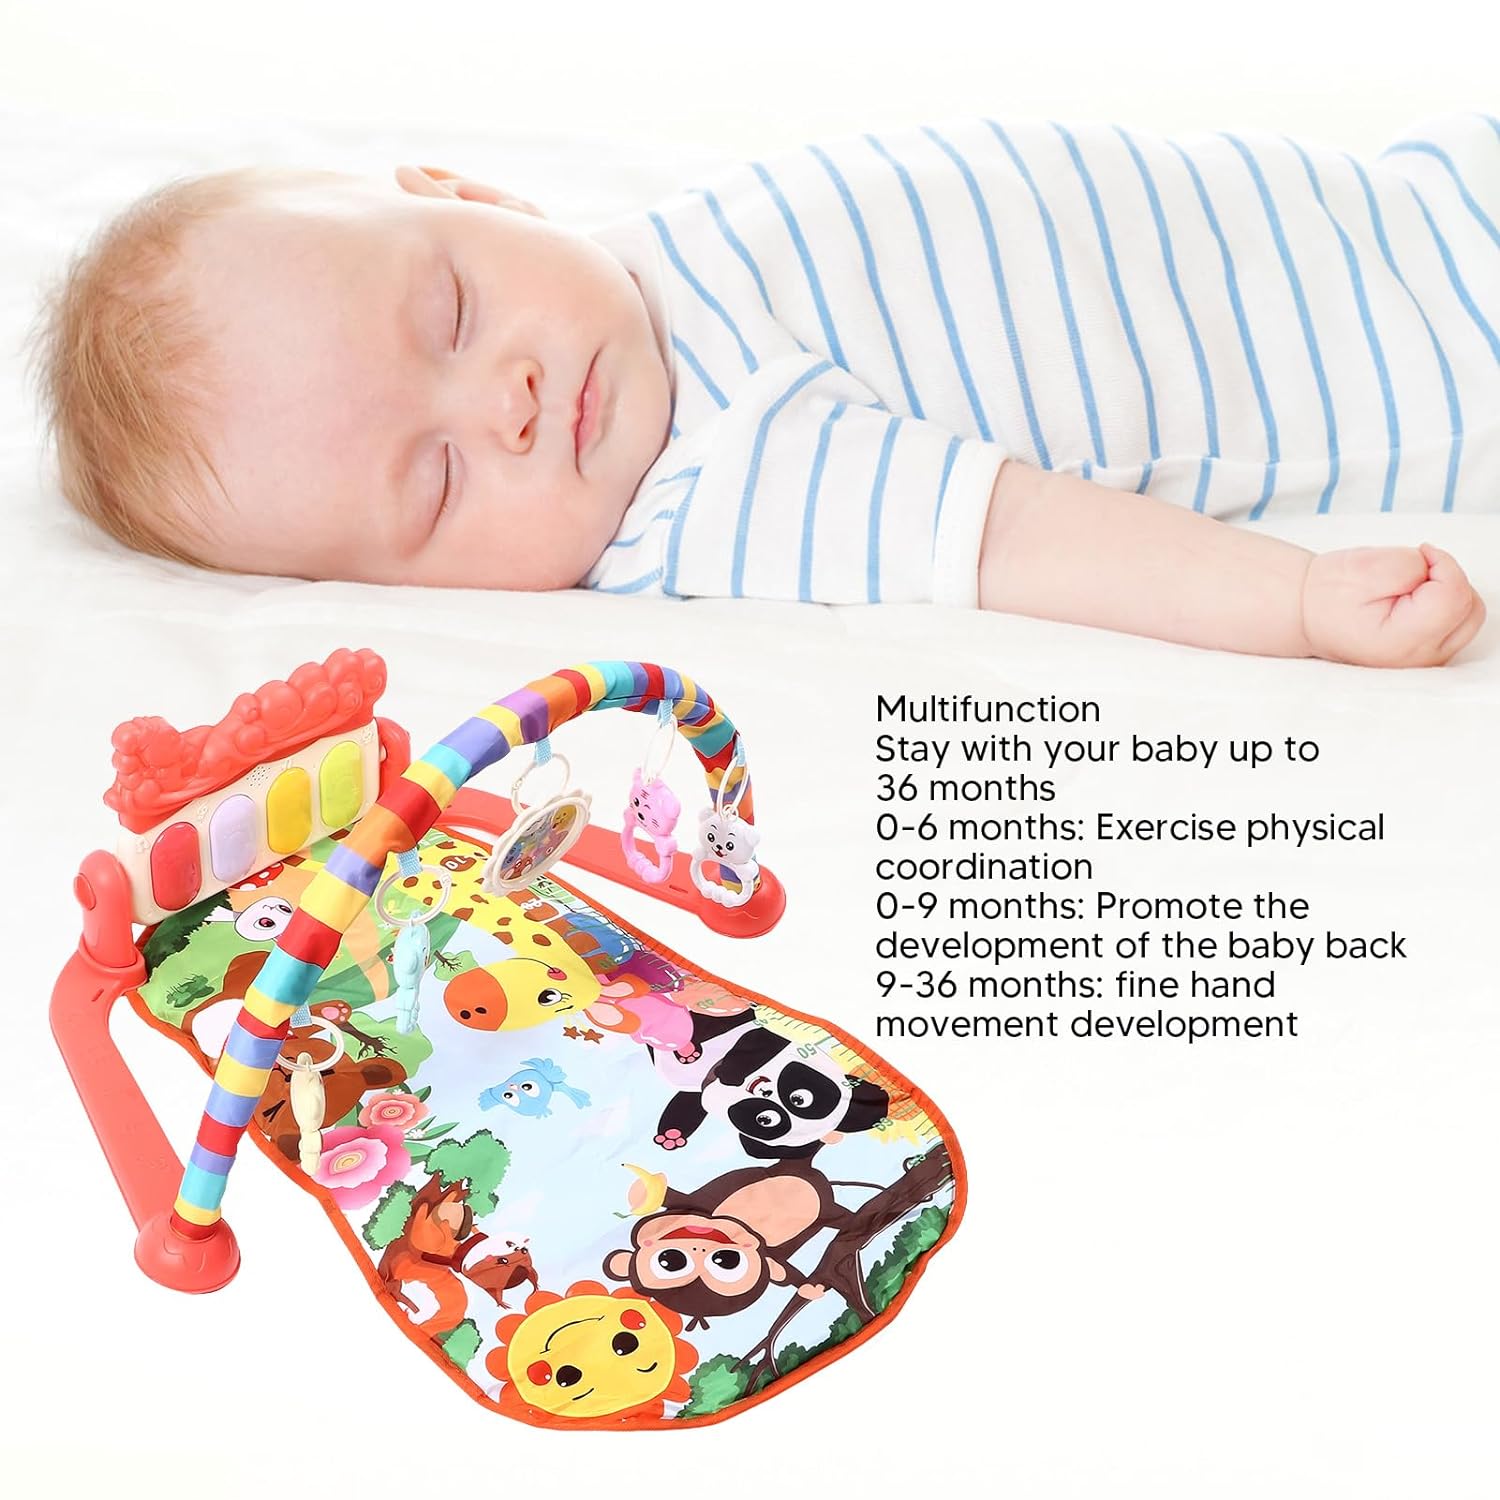 Multifunction
Stay with your baby up to
36 months
0-6 months: Exercise physical
coordination
0-9 months: Promote the
development of the baby back
9-36 months: fine hand
movement development